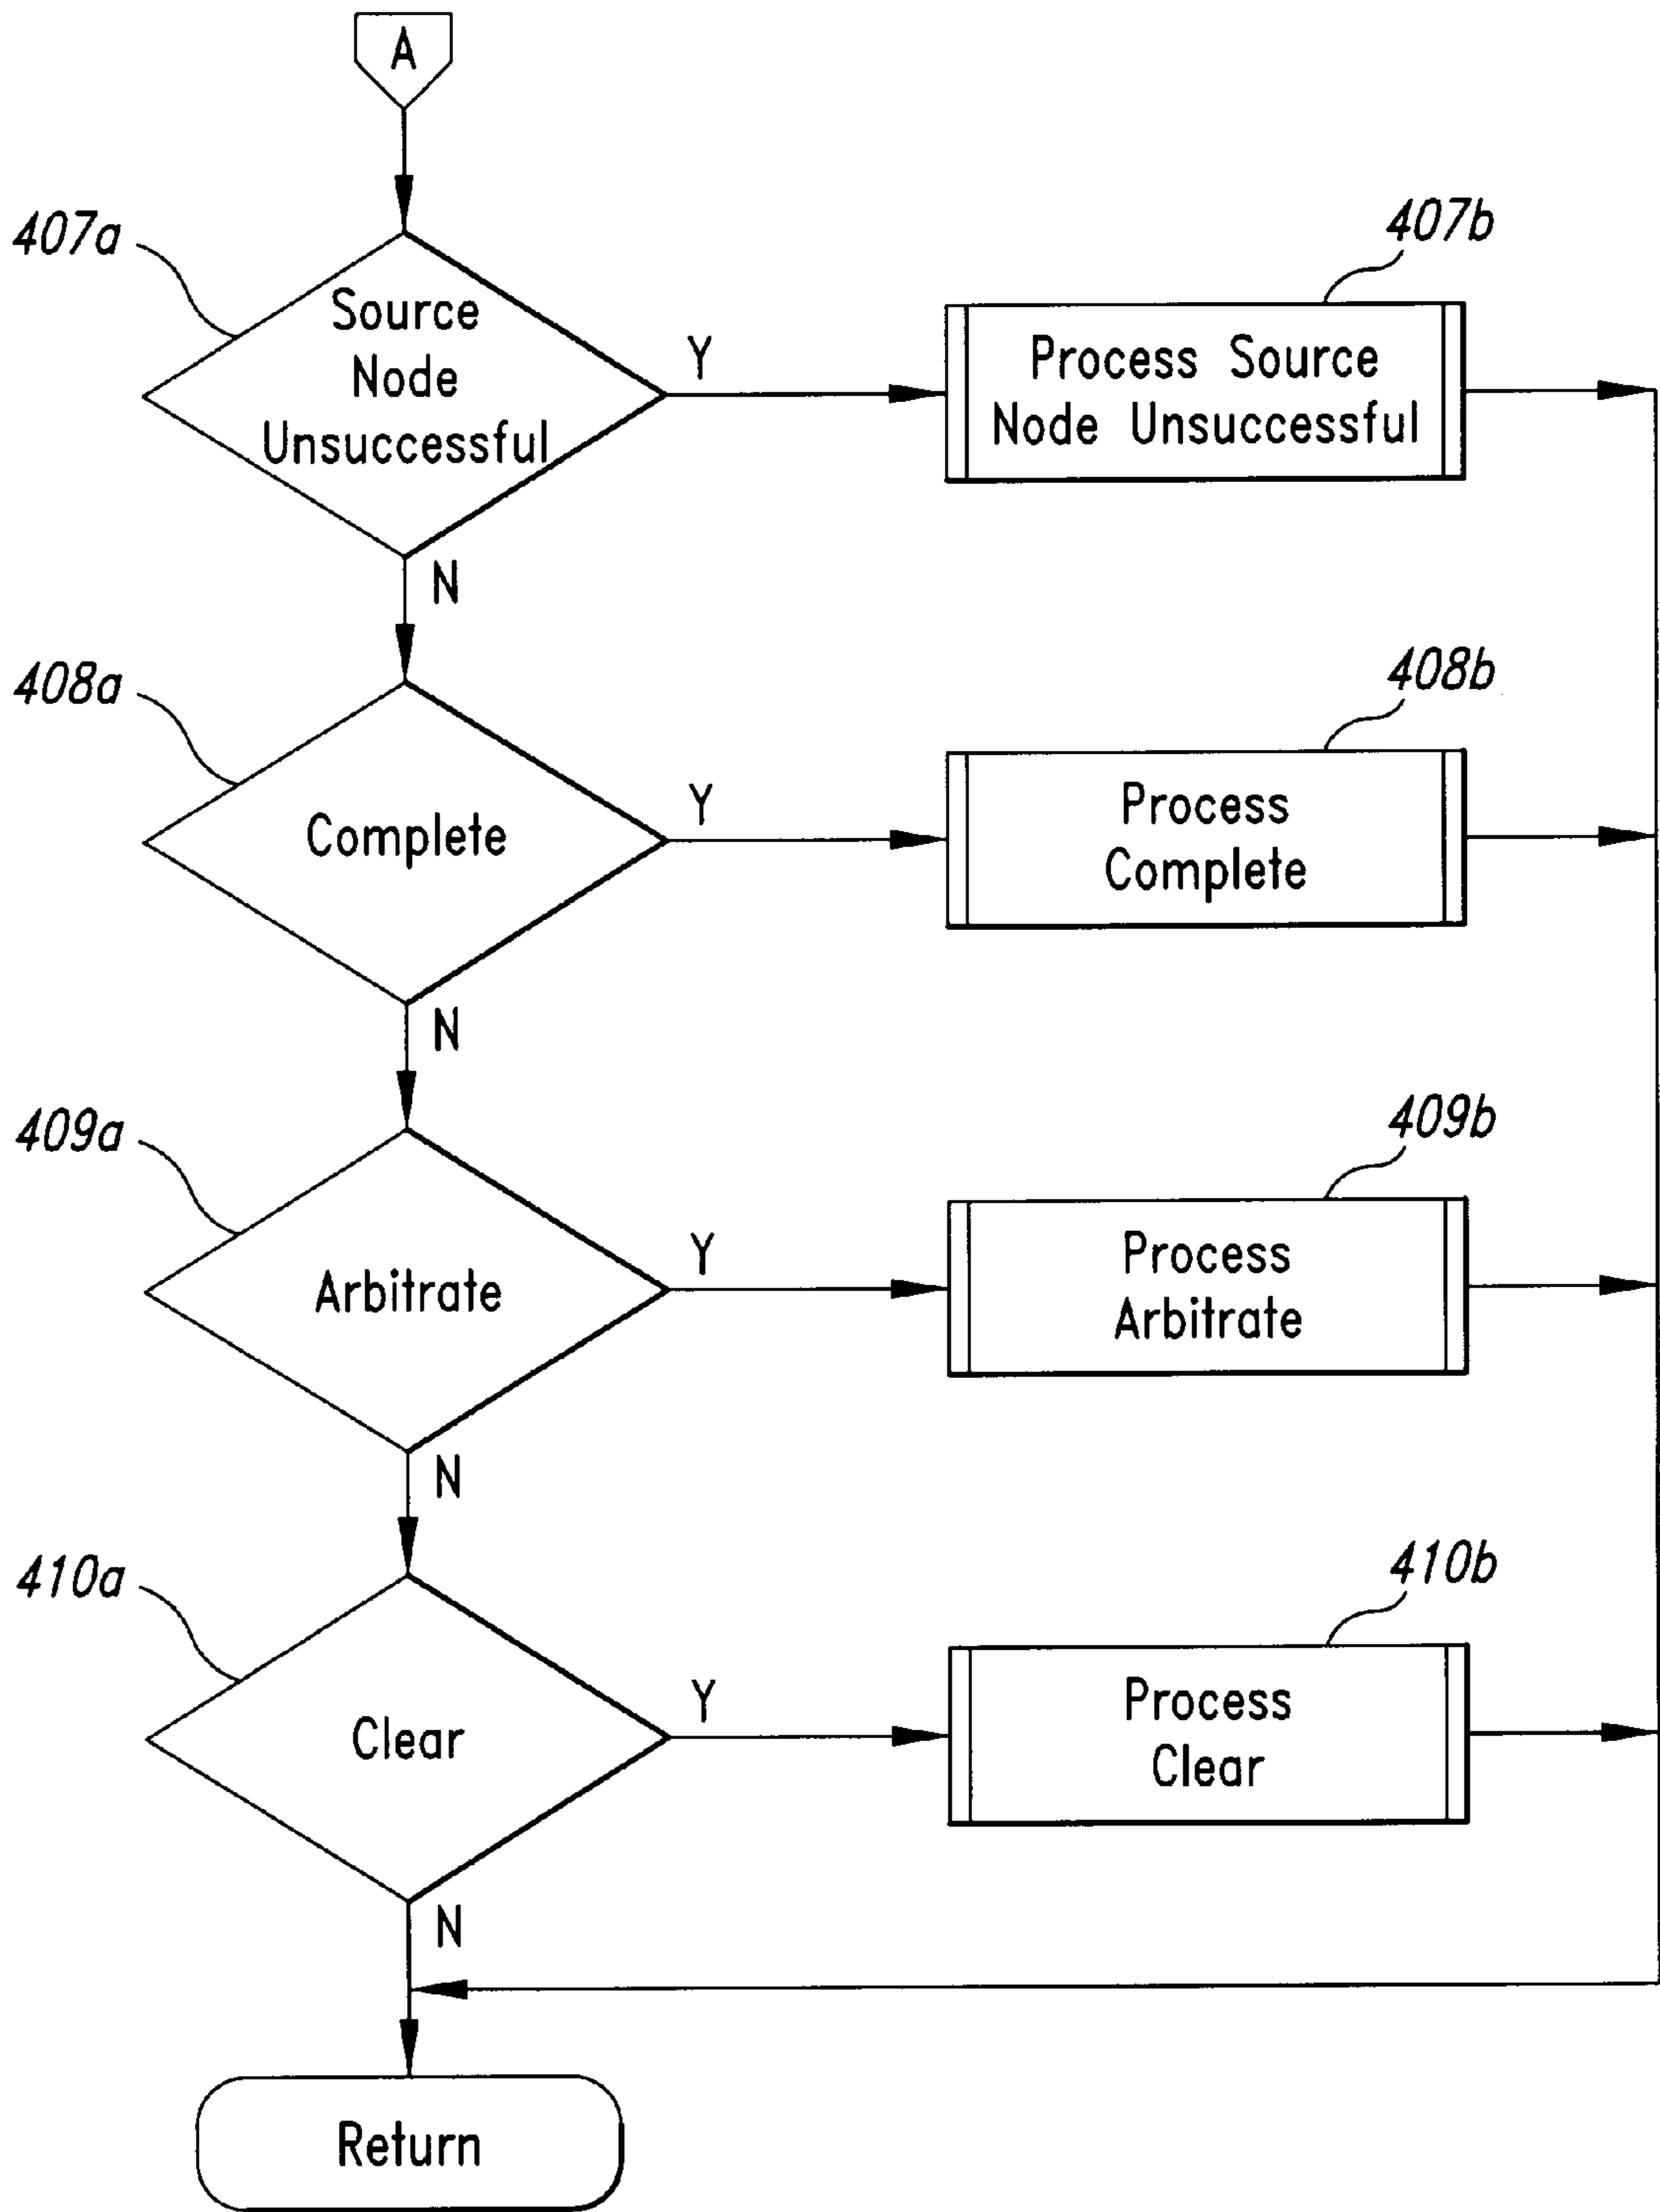 A
407a
Source
Node
Unsuccessful
Y
N
407b
Process Source
Node Unsuccessful
408a
Complete
Y
N
408b
Process
Complete
409a
Arbitrate
Y
N
409b
Process
Arbitrate
410a
Clear
Y
N
410b
Process
Clear
Return